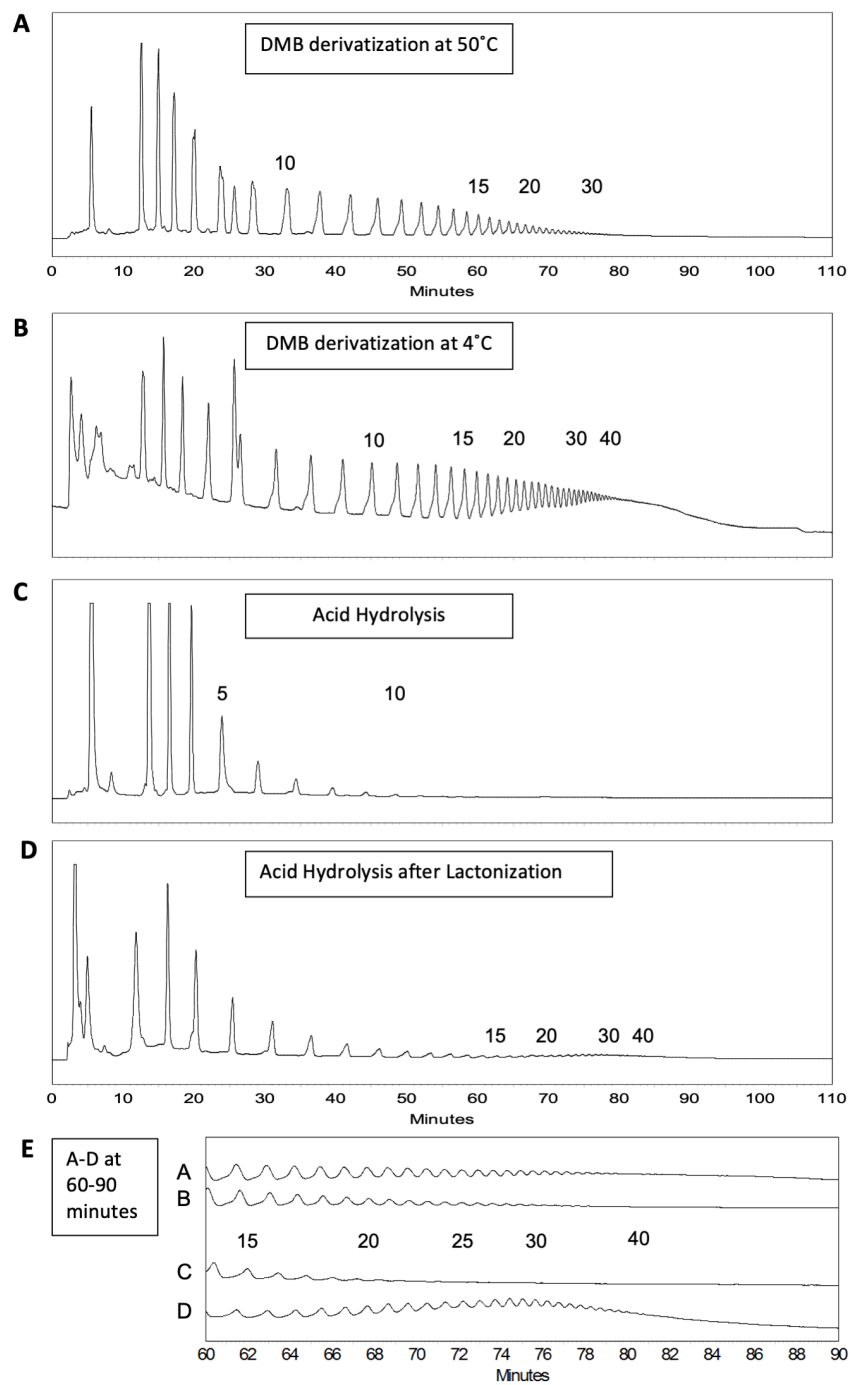 A
DMB derivatization at 50˚C
10
15
20
30
0 10 20 30 40 50 60 70 80 90 100 110
Minutes
B
DMB derivatization at 4˚C
10
15
20
30
40
C
Acid Hydrolysis
5
10
D
Acid Hydrolysis after Lactonization
15
20
30
40
0 10 20 30 40 50 60 70 80 90 100 110
Minutes
E
A-D at
60-90
minutes
A
B
15
20
25
30
40
C
D
60 62 64 66 68 70 72 74 76 78 80 82 84 86 88 90
Minutes